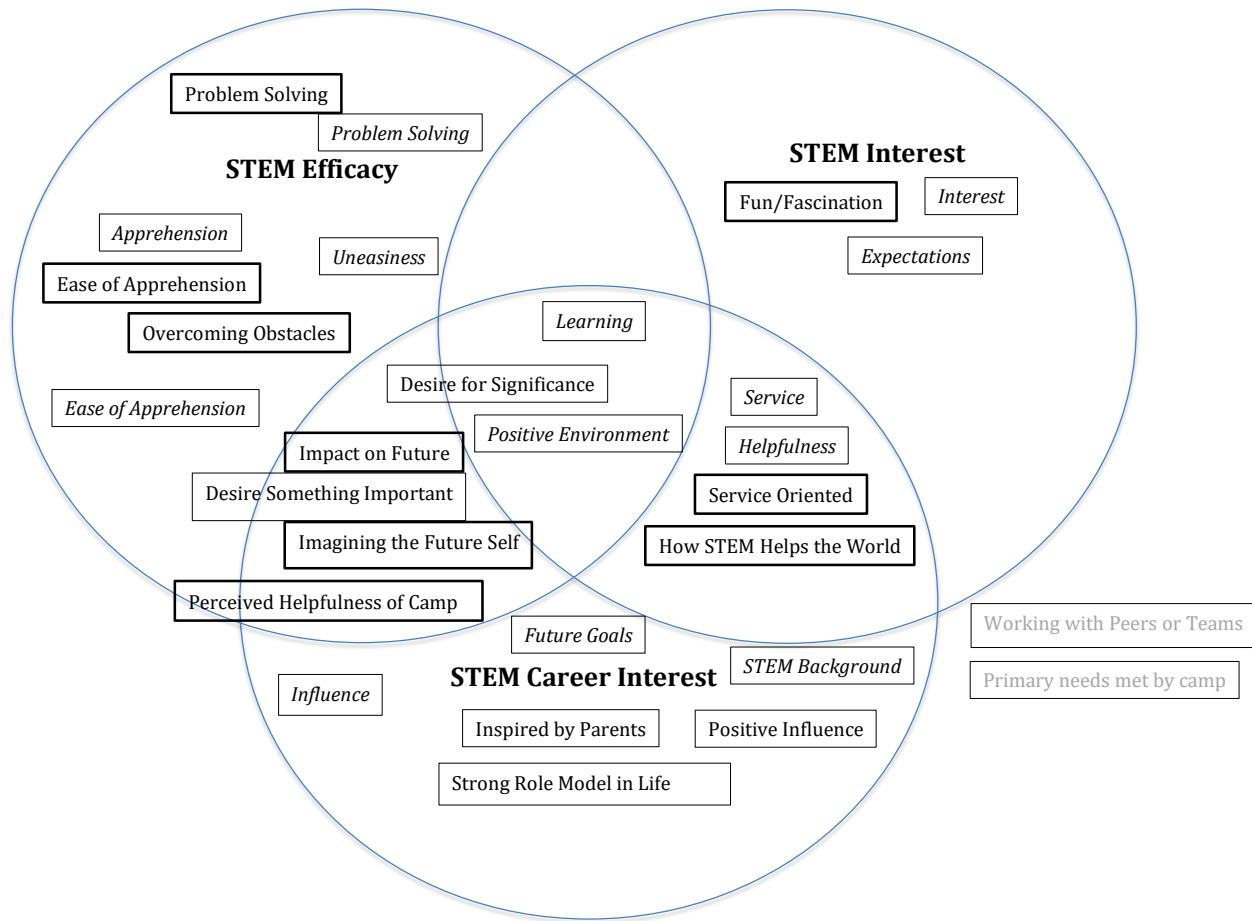 Problem Solving
Problem Solving
STEM Efficacy
STEM Interest
Fun/Fascination
Interest
Apprehension
Uneasiness
Expectations
Ease of Apprehension
Overcoming Obstacles
Learning
Desire for Significance
Service
Ease of Apprehension
Positive Environment
Helpfulness
Impact on Future
Desire Something Important
Service Oriented
Imagining the Future Self
How STEM Helps the World
Perceived Helpfulness of Camp
Future Goals
Working with Peers or Teams
STEM Background
STEM Career Interest
Primary needs met by camp
Influence
Inspired by Parents
Positive Influence
Strong Role Model in Life